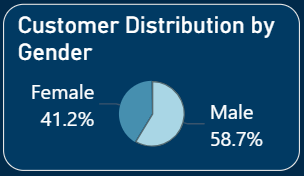 Customer Distribution by
Gender
Female
41.2%
Male
58.7%